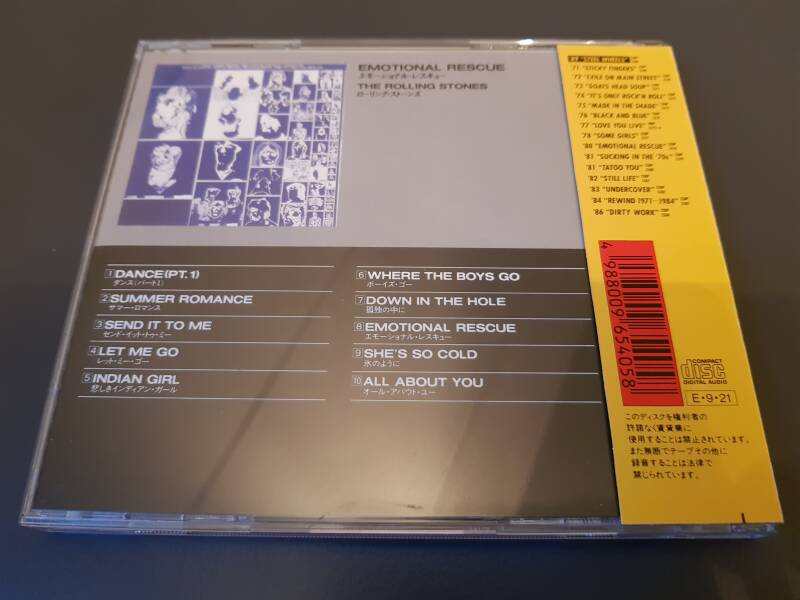 EMOTIONAL RESCUE
エモーショナル・レスキュー
THE ROLLING STONES
ローリング・ストーンズ
1 DANCE(PT. 1)
ダンス(パート1)
2 SUMMER ROMANCE
サマー・ロマンス
3 SEND IT TO ME
センド・イット・トゥ・ミー
4 LET ME GO
レット・ミー・ゴー
5 INDIAN GIRL
悲しきインディアン・ガール
6 WHERE THE BOYS GO
ボーイズ・ゴー
7 DOWN IN THE HOLE
孤独の中に
8 EMOTIONAL RESCUE
エモーショナル・レスキュー
9 SHE'S SO COLD
氷のように
10 ALL ABOUT YOU
オール・アバウト・ユー
'89 "STEEL WHEELS"
'71 "STICKY FINGERS"
'72 "EXILE ON MAIN STREET"
'73 "GOATS HEAD SOUP"
'74 "IT'S ONLY ROCK'N ROLL"
'75 "MADE IN THE SHADE"
'76 "BLACK AND BLUE"
'77 "LOVE YOU LIVE"
'78 "SOME GIRLS"
'80 "EMOTIONAL RESCUE"
'81 "SUCKING IN THE '70s"
'81 "TATOO YOU"
'82 "STILL LIFE"
'83 "UNDERCOVER"
'84 "REWIND 1971-1984"
'86 "DIRTY WORK"
4988009654058
COMPACT
disc
DIGITAL AUDIO
E・9・21
このディスクを権利者の
許諾なく賃貸業に
使用することは禁止されています。
また無断でテープその他に
録音することは法律で
禁じられています。